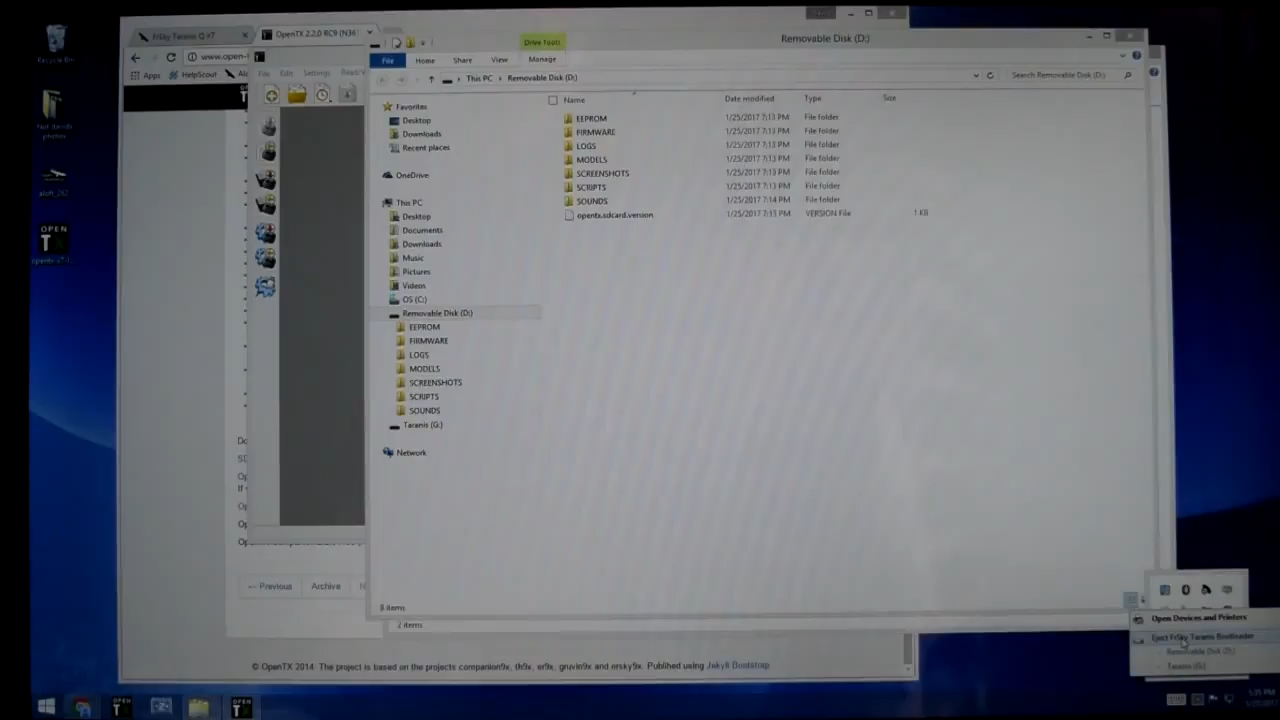 Recycle Bin
FrSky Taranis Q X7
OpenTX 2.2.0 RC9 (N36
www.open-t
Apps
HelpScout
File
Edit
Settings
OPEN
TX
Drive Tools
Removable Disk (D:)
File
Home
Share
View
Manage
This PC
Removable Disk (D:)
Search Removable Disk (D:)
Favorites
Desktop
Downloads
Recent places
OneDrive
This PC
Desktop
Documents
Downloads
Music
Pictures
Videos
OS (C:)
Removable Disk (D:)
EEPROM
FIRMWARE
LOGS
MODELS
SCREENSHOTS
SCRIPTS
SOUNDS
Taranis (G:)
Network
Name
Date modified
Type
Size
EEPROM 1/25/2017 7:13 PM File folder
FIRMWARE 1/25/2017 7:13 PM File folder
LOGS 1/25/2017 7:13 PM File folder
MODELS 1/25/2017 7:13 PM File folder
SCREENSHOTS 1/25/2017 7:13 PM File folder
SCRIPTS 1/25/2017 7:13 PM File folder
SOUNDS 1/25/2017 7:14 PM File folder
opentx.sdcard.version 1/25/2017 7:13 PM VERSION File 1 KB
8 items
2 items
← Previous
Archive
Open Devices and Printers
Eject FrSky Taranis Bootloader
Removable Disk (D:)
Taranis (G:)
© OpenTX 2014. The project is based on the projects companion9x, th9x, er9x, gruvin9x and ersky9x. Publihed using Jekyll Bootstrap